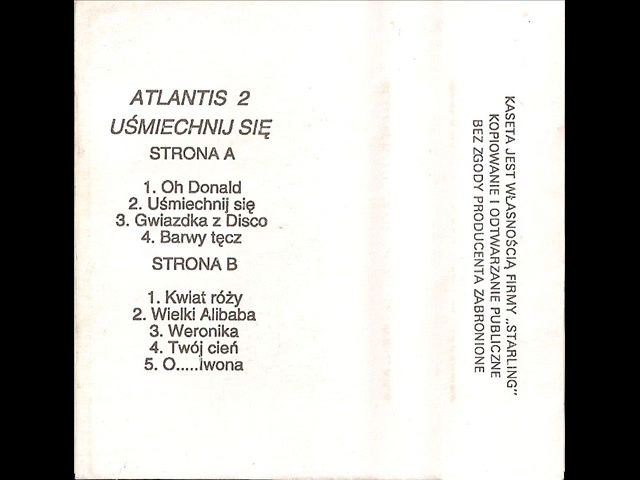 ATLANTIS 2
UŚMIECHNIJ SIĘ
STRONA A
1. Oh Donald
2. Uśmiechnij się
3. Gwiazdka z Disco
4. Barwy tęcz
STRONA B
1. Kwiat róży
2. Wielki Alibaba
3. Weronika
4. Twój cień
5. O.....Iwona
KASETA JEST WŁASNOŚCIĄ FIRMY „STARLING"
KOPIOWANIE I ODTWARZANIE PUBLICZNE
BEZ ZGODY PRODUCENTA ZABRONIONE